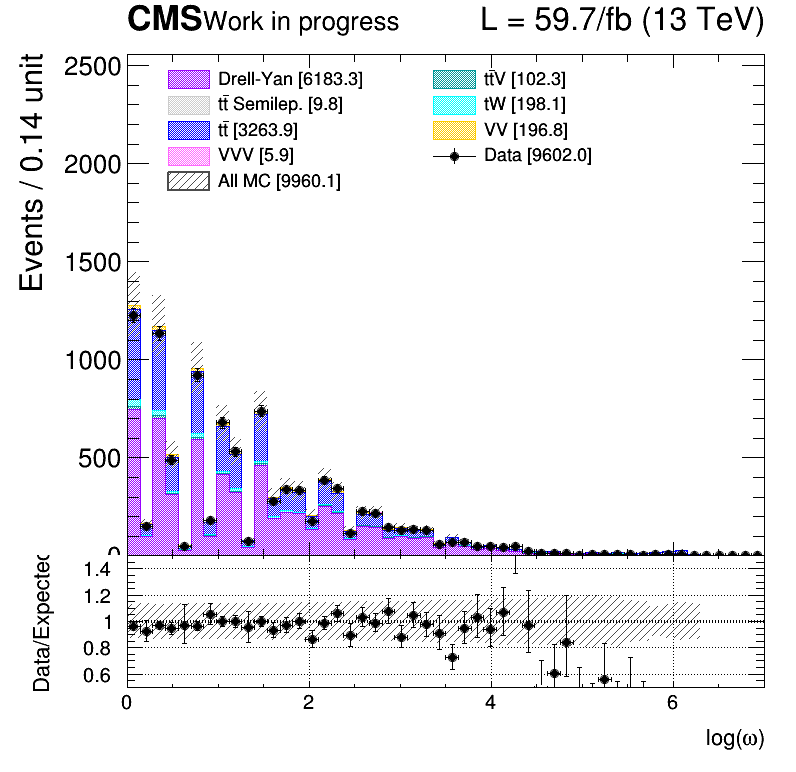 CMS Work in progress L = 59.7/fb (13 TeV)
Events / 0.14 unit
2500
2000
1500
1000
500
0
Drell-Yan [6183.3]
tt̄ Semilep. [9.8]
tt̄ [3263.9]
VVV [5.9]
All MC [9960.1]
tt̄V [102.3]
tW [198.1]
VV [196.8]
Data [9602.0]
Data/Expected
1.4
1.2
1
0.8
0.6
0 2 4 6
log(ω)